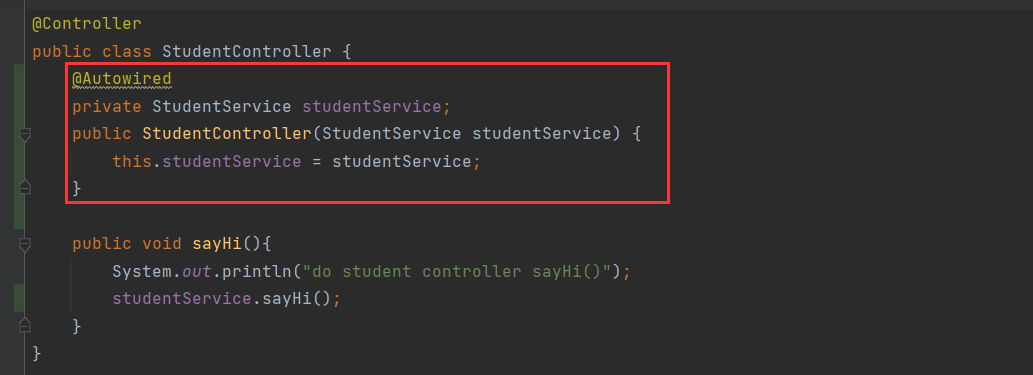 @Controller
public class StudentController {
@Autowired
private StudentService studentService;
public StudentController(StudentService studentService) {
this.studentService = studentService;
}
public void sayHi(){
System.out.println("do student controller sayHi()");
studentService.sayHi();
}
}